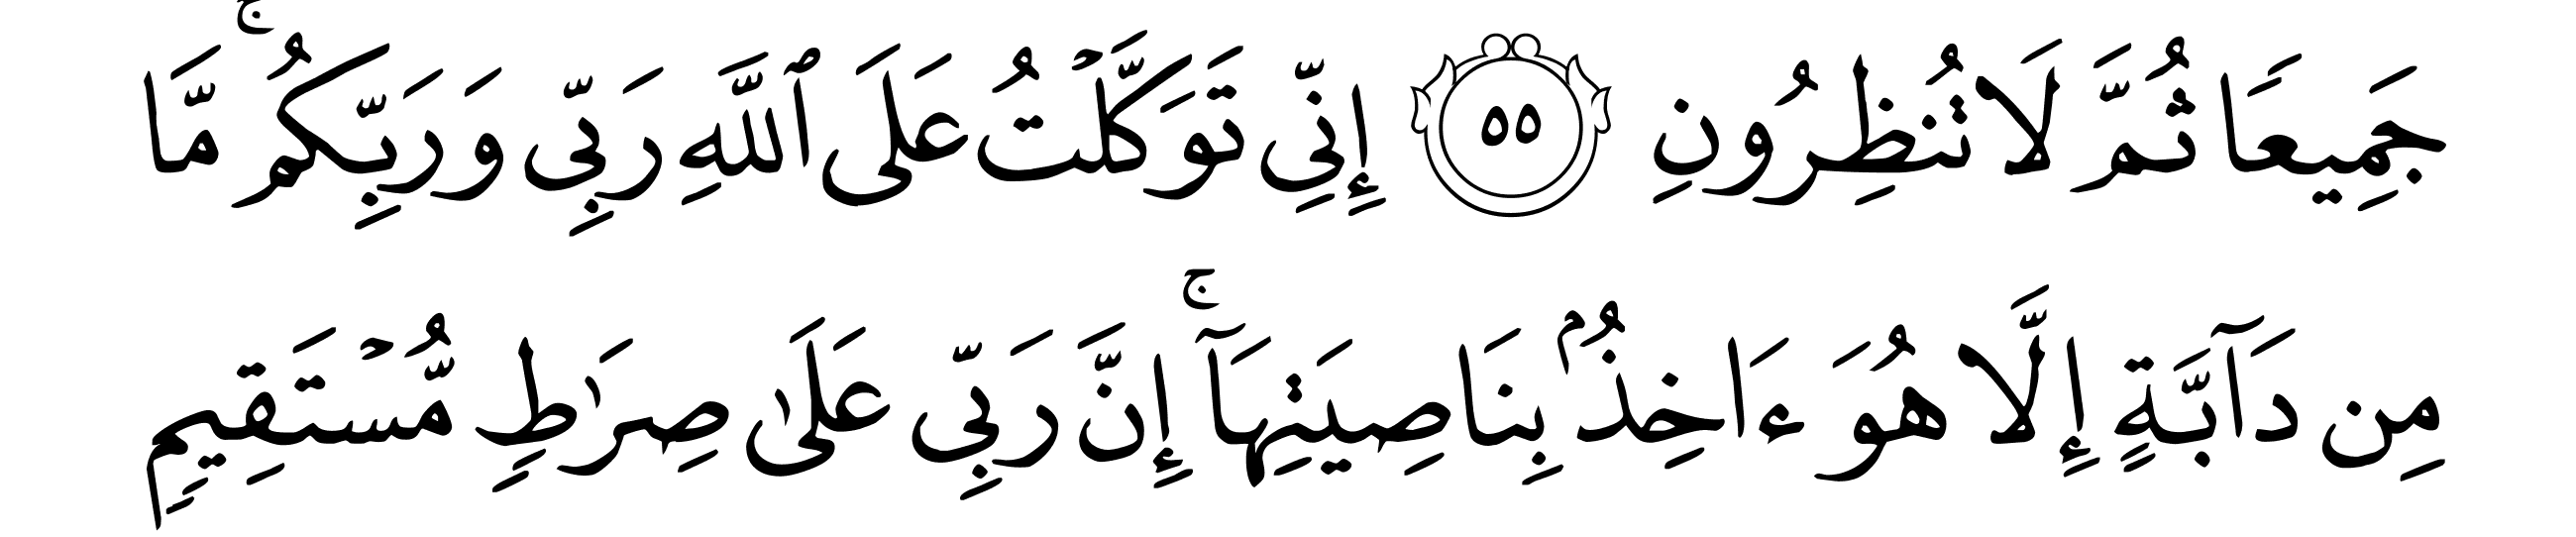 جَمِيعًا ثُمَّ لَا تُنظِرُونِ ٥٥ إِنِّي تَوَكَّلۡتُ عَلَى ٱللَّهِ رَبِّي وَرَبِّكُمۚ مَّا
مِن دَآبَّةٍ إِلَّا هُوَ ءَاخِذُۢ بِنَاصِيَتِهَآۚ إِنَّ رَبِّي عَلَىٰ صِرَٰطٖ مُّسۡتَقِيمٖ